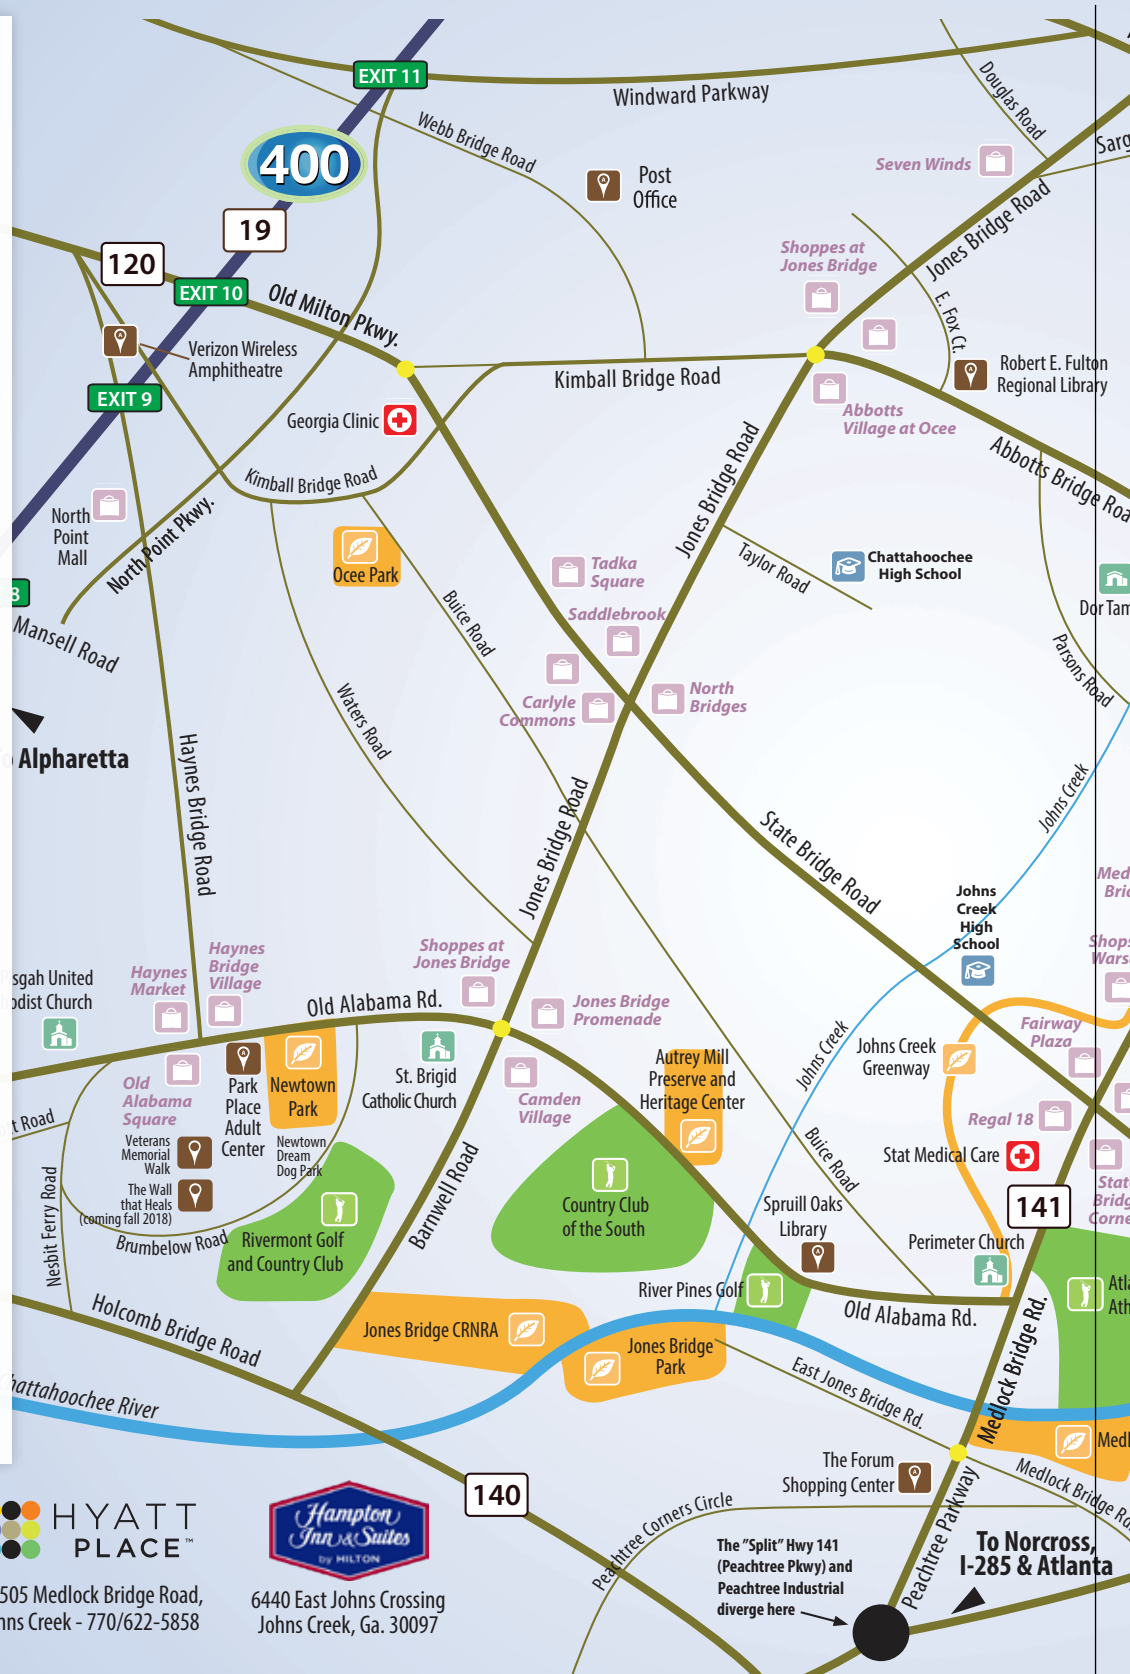 EXIT 11
Windward Parkway
Douglas Road
Webb Bridge Road
400
Post
Office
Seven Winds
Jones Bridge Road
19
120
EXIT 10
Old Milton Pkwy.
Shoppes at
Jones Bridge
E. Fox Ct.
Verizon Wireless
Amphitheatre
Kimball Bridge Road
Robert E. Fulton
Regional Library
EXIT 9
Georgia Clinic
Abbotts
Village at Ocee
Abbotts Bridge Roa
Kimball Bridge Road
Jones Bridge Road
North
Point
Mall
North Point Pkwy.
Ocee Park
Taylor Road
Chattahoochee
High School
Tadka
Square
Buice Road
Saddlebrook
Mansell Road
Parsons Road
Carlyle
Commons
North
Bridges
Waters Road
Alpharetta
Haynes Bridge Road
Jones Bridge Road
Johns Creek
State Bridge Road
Johns
Creek
High
School
Haynes
Market
Haynes
Bridge
Village
Shoppes at
Jones Bridge
Old Alabama Rd.
Jones Bridge
Promenade
Fairway
Plaza
Johns Creek
Johns Creek
Greenway
Old
Alabama
Square
Park
Place
Adult
Center
Newtown
Park
St. Brigid
Catholic Church
Camden
Village
Autrey Mill
Preserve and
Heritage Center
Regal 18
Veterans
Memorial
Walk
Newtown
Dream
Dog Park
The Wall
that Heals
(coming fall 2018)
Stat Medical Care
Buice Road
141
Nesbit Ferry Road
Brumbelow Road
Rivermont Golf
and Country Club
Barnwell Road
Country Club
of the South
Spruill Oaks
Library
Perimeter Church
River Pines Golf
Old Alabama Rd.
Holcomb Bridge Road
Jones Bridge CRNRA
Jones Bridge
Park
East Jones Bridge Rd.
Medlock Bridge Rd.
hattahoochee River
The Forum
Shopping Center
Medlock Bridge Rd.
140
Peachtree Corners Circle
Peachtree Parkway
The "Split" Hwy 141
(Peachtree Pkwy) and
Peachtree Industrial
diverge here
To Norcross,
I-285 & Atlanta
HYATT
PLACE™
505 Medlock Bridge Road,
hns Creek - 770/622-5858
Hampton
Inn & Suites
by HILTON
6440 East Johns Crossing
Johns Creek, Ga. 30097